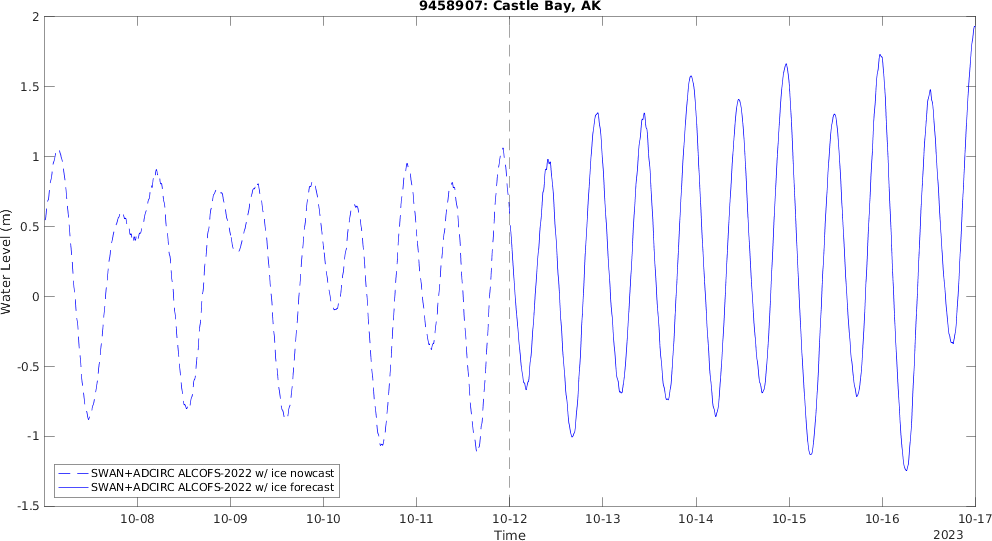 9458907: Castle Bay, AK
Water Level (m)
2
1.5
1
0.5
0
-0.5
-1
-1.5
SWAN+ADCIRC ALCOFS-2022 w/ ice nowcast
SWAN+ADCIRC ALCOFS-2022 w/ ice forecast
10-08 10-09 10-10 10-11 10-12 10-13 10-14 10-15 10-16 10-17
Time
2023